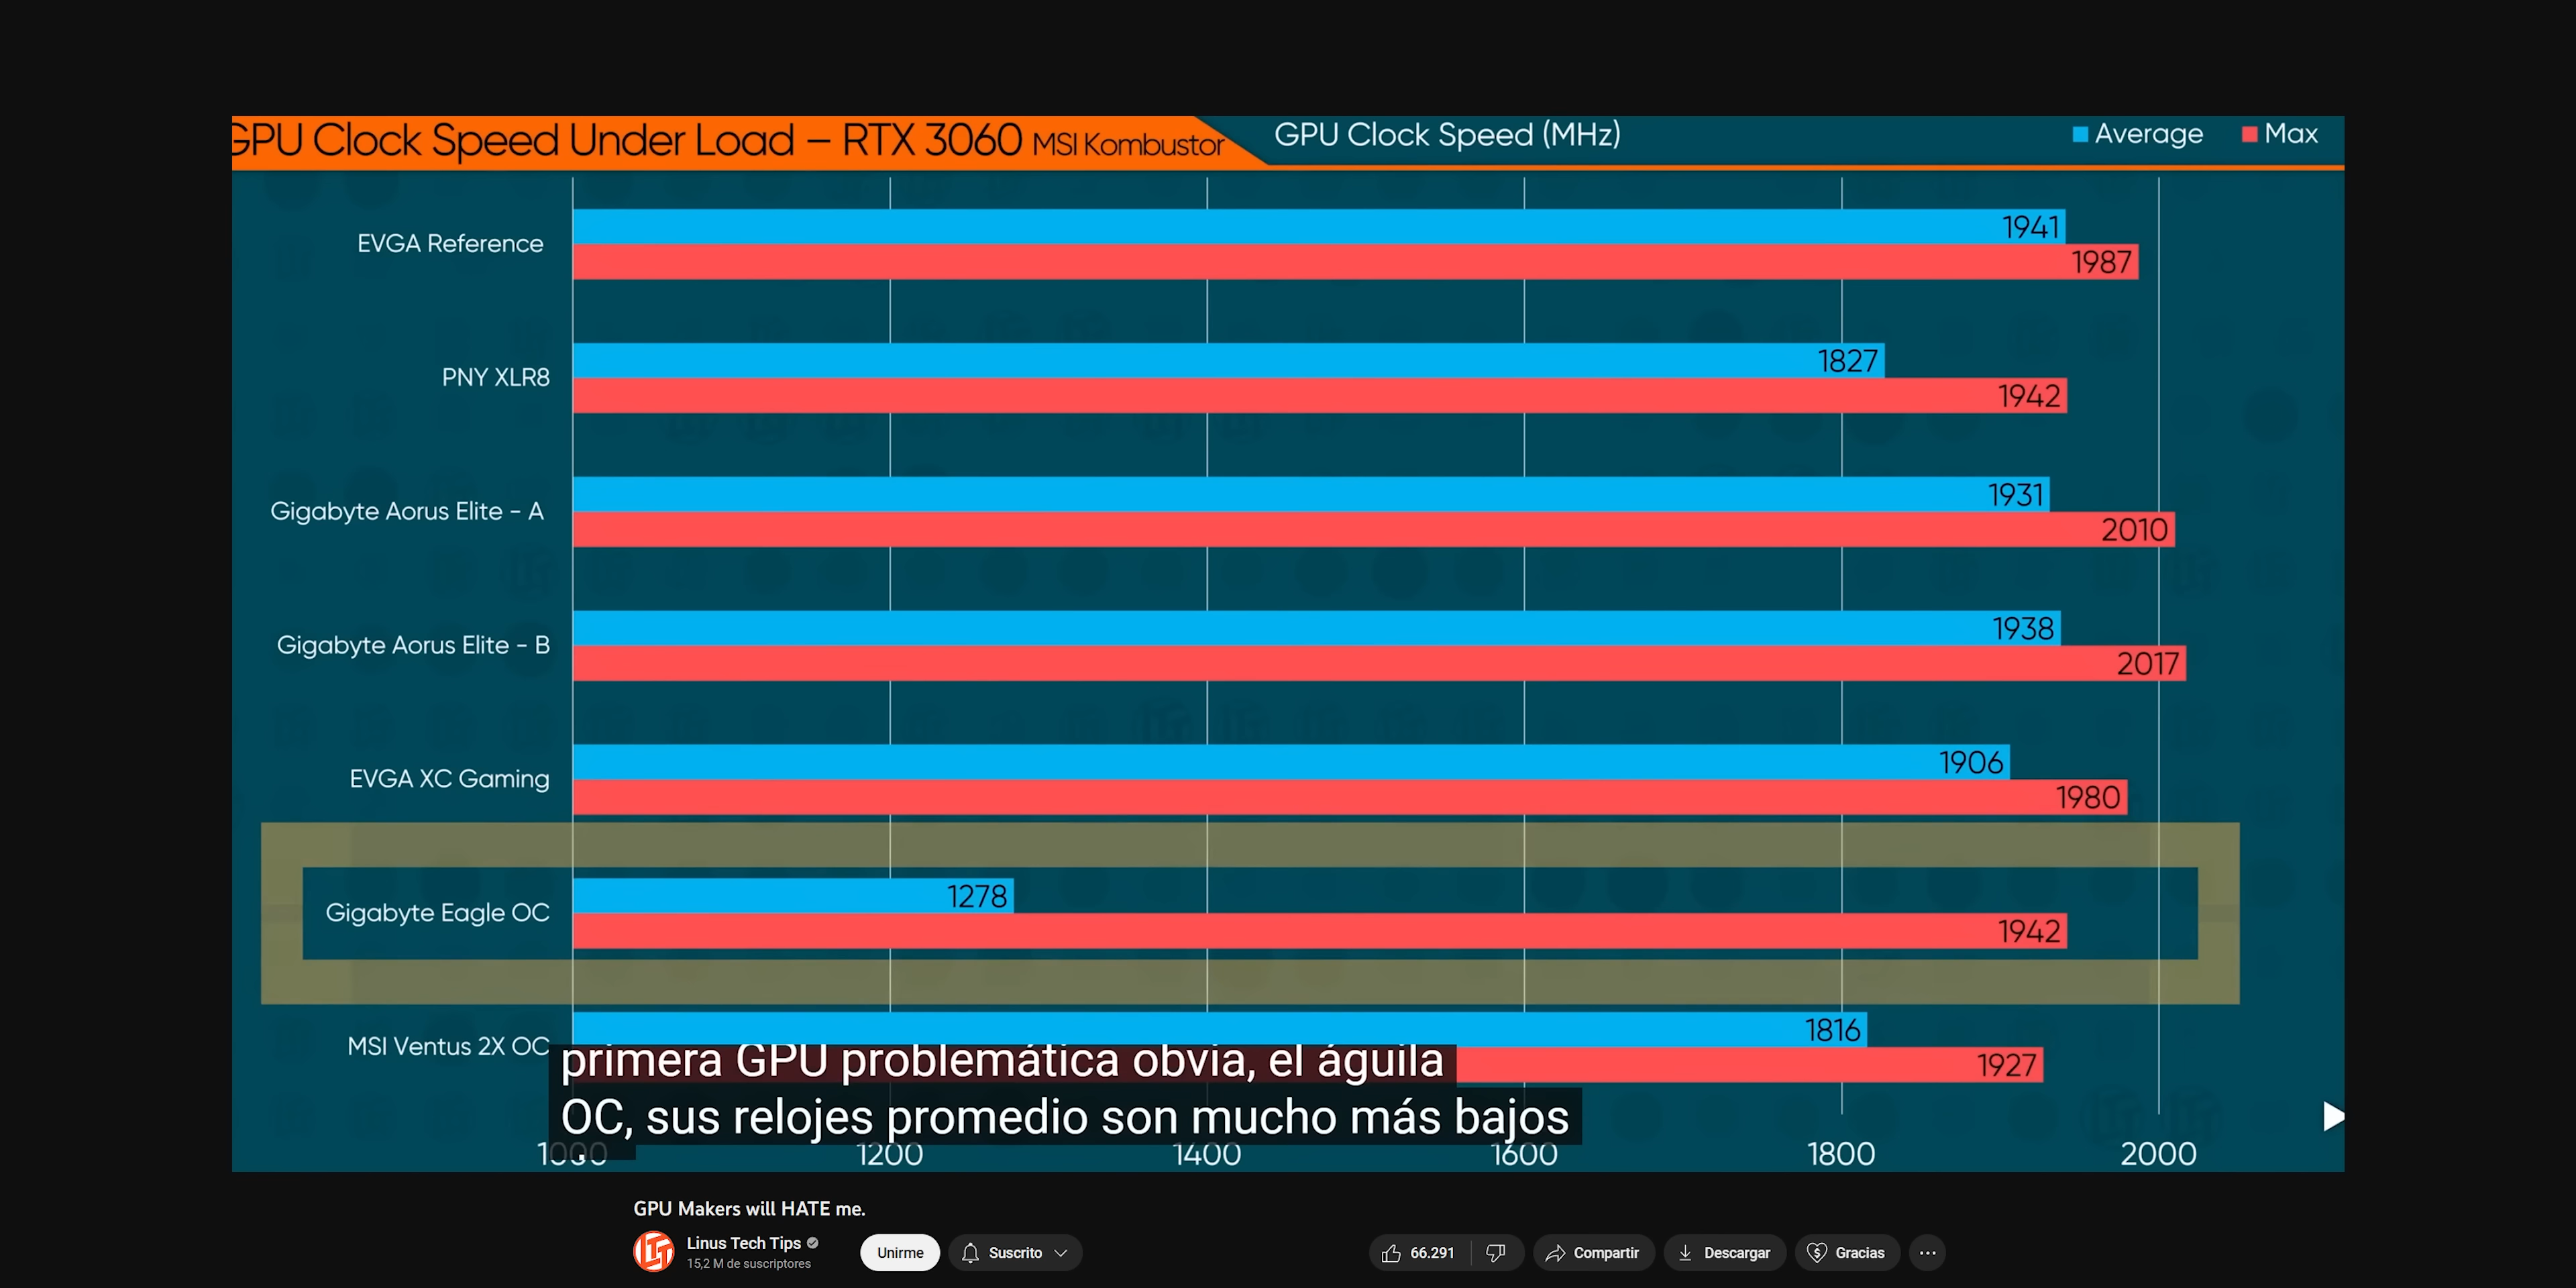 GPU Clock Speed Under Load – RTX 3060 MSI Kombustor
GPU Clock Speed (MHz)
Average
Max
EVGA Reference
1941
1987
PNY XLR8
1827
1942
Gigabyte Aorus Elite - A
1931
2010
Gigabyte Aorus Elite - B
1938
2017
EVGA XC Gaming
1906
1980
Gigabyte Eagle OC
1278
1942
MSI Ventus 2X OC
1816
1927
primera GPU problemática obvia, el águila
OC, sus relojes promedio son mucho más bajos
1000 1200 1400 1600 1800 2000
GPU Makers will HATE me.
Linus Tech Tips
15,2 M de suscriptores
Unirme
Suscrito
66.291
Compartir
Descargar
Gracias